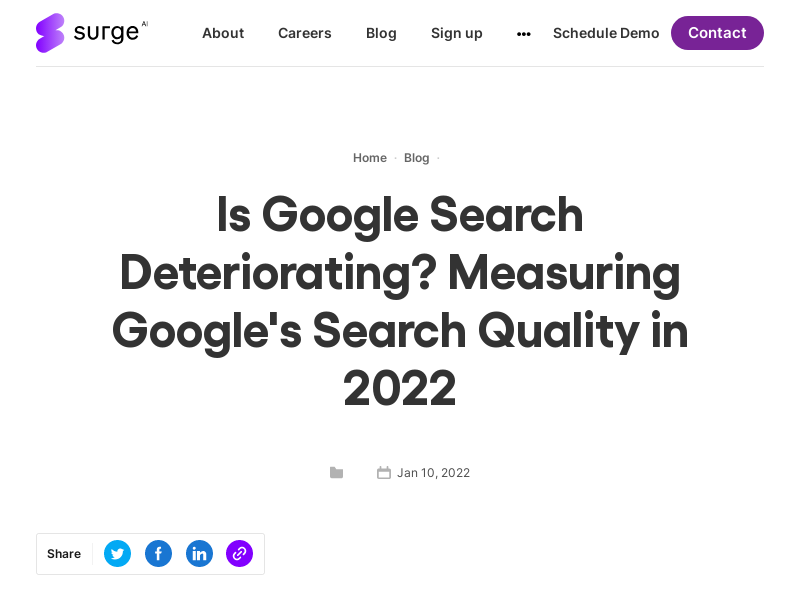 surge AI
About Careers Blog Sign up ••• Schedule Demo Contact
Home · Blog ·
Is Google Search
Deteriorating? Measuring
Google's Search Quality in
2022
Jan 10, 2022
Share